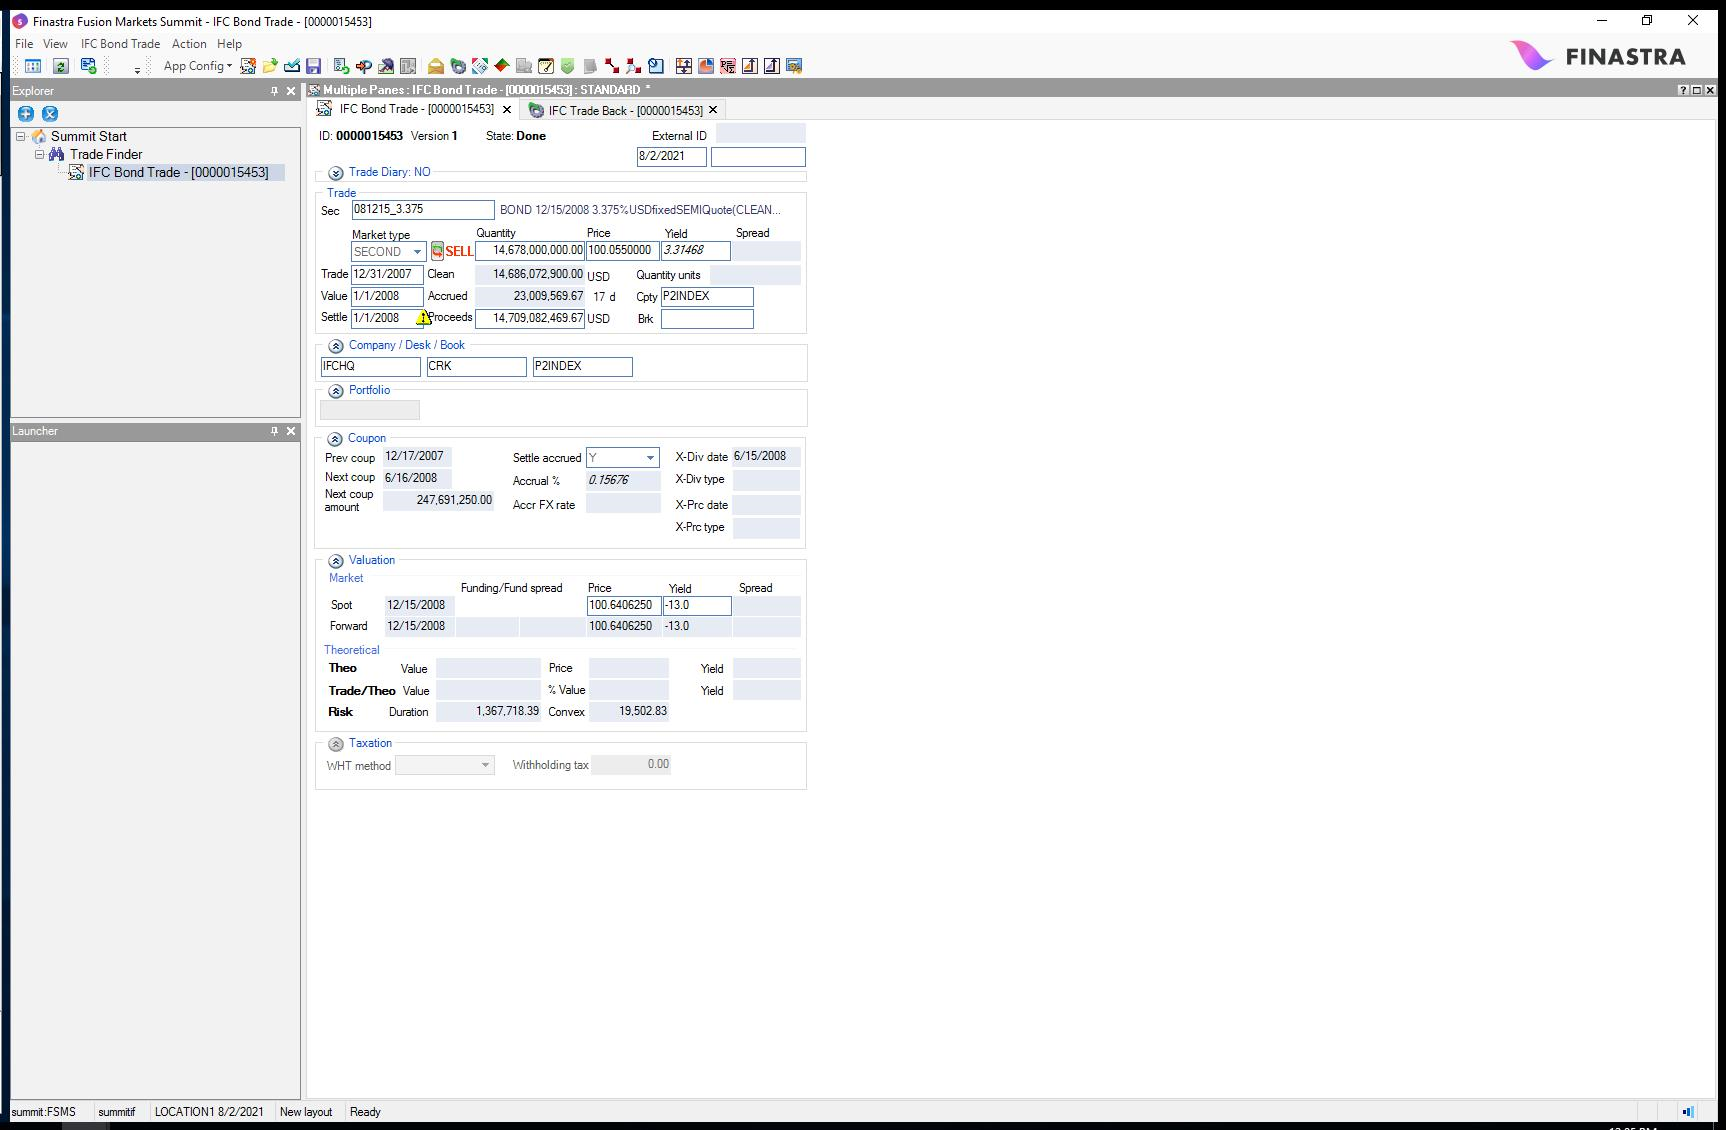 Finastra Fusion Markets Summit - IFC Bond Trade - [0000015453]
File View IFC Bond Trade Action Help
App Config
FINASTRA
Explorer
Multiple Panes : IFC Bond Trade - [0000015453] : STANDARD *
IFC Bond Trade - [0000015453]
IFC Trade Back - [0000015453]
Summit Start
Trade Finder
IFC Bond Trade - [0000015453]
Launcher
ID: 0000015453 Version 1 State: Done External ID
8/2/2021
Trade Diary: NO
Trade
Sec 081215_3.375 BOND 12/15/2008 3.375%USDfixedSEMIQuote(CLEAN...
Market type Quantity Price Yield Spread
SECOND SELL 14,678,000,000.00 100.0550000 3.31468
Trade 12/31/2007 Clean 14,686,072,900.00 USD Quantity units
Value 1/1/2008 Accrued 23,009,569.67 17 d Cpty P2INDEX
Settle 1/1/2008 Proceeds 14,709,082,469.67 USD Brk
Company / Desk / Book
IFCHQ CRK P2INDEX
Portfolio
Coupon
Prev coup 12/17/2007 Settle accrued Y X-Div date 6/15/2008
Next coup 6/16/2008 Accrual % 0.15676 X-Div type
Next coup amount 247,691,250.00 Accr FX rate X-Prc date
X-Prc type
Valuation
Market
Funding/Fund spread Price Yield Spread
Spot 12/15/2008 100.6406250 -13.0
Forward 12/15/2008 100.6406250 -13.0
Theoretical
Theo Value Price Yield
Trade/Theo Value % Value Yield
Risk Duration 1,367,718.39 Convex 19,502.83
Taxation
WHT method Withholding tax 0.00
summit:FSMS summitif LOCATION1 8/2/2021 New layout Ready